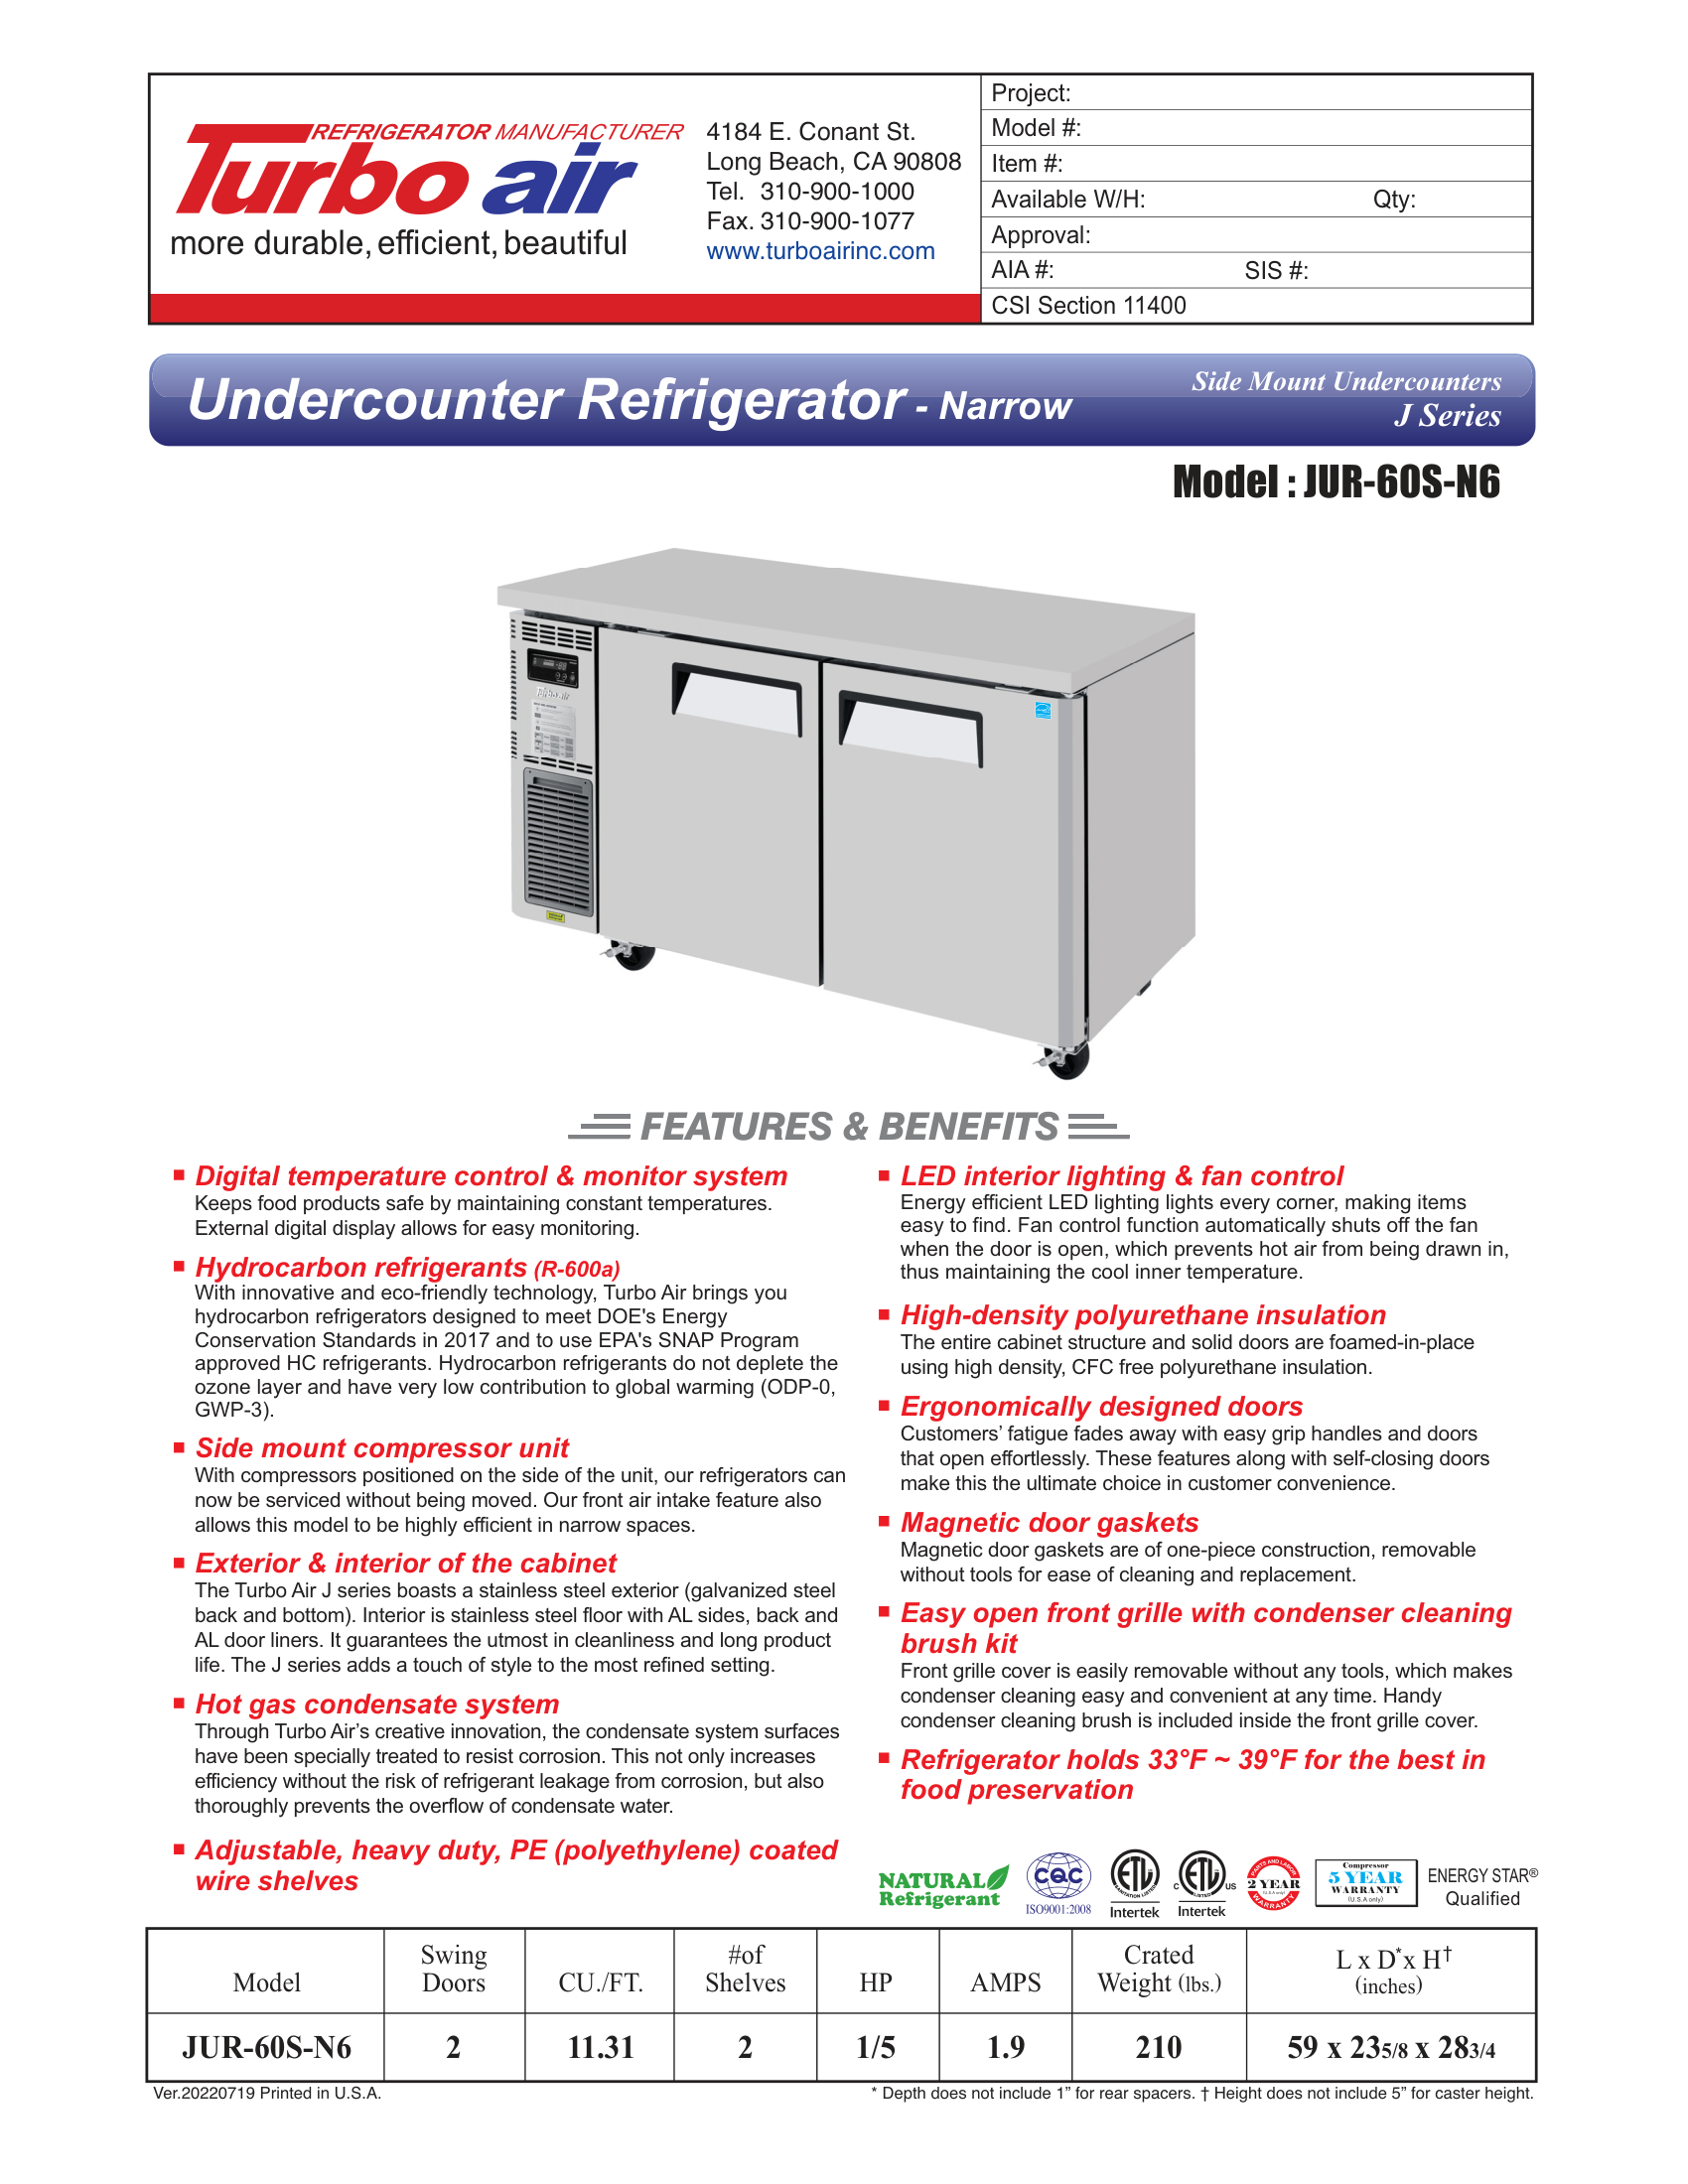 REFRIGERATOR MANUFACTURER
Turbo air
more durable, efficient, beautiful
4184 E. Conant St.
Long Beach, CA 90808
Tel. 310-900-1000
Fax. 310-900-1077
www.turboairinc.com
Project:
Model #:
Item #:
Available W/H: Qty:
Approval:
AIA #: SIS #:
CSI Section 11400
Undercounter Refrigerator - Narrow
Side Mount Undercounters
J Series
Model : JUR-60S-N6
Turbo air
FEATURES & BENEFITS
■ Digital temperature control & monitor system
Keeps food products safe by maintaining constant temperatures.
External digital display allows for easy monitoring.
■ Hydrocarbon refrigerants (R-600a)
With innovative and eco-friendly technology, Turbo Air brings you
hydrocarbon refrigerators designed to meet DOE's Energy
Conservation Standards in 2017 and to use EPA's SNAP Program
approved HC refrigerants. Hydrocarbon refrigerants do not deplete the
ozone layer and have very low contribution to global warming (ODP-0,
GWP-3).
■ Side mount compressor unit
With compressors positioned on the side of the unit, our refrigerators can
now be serviced without being moved. Our front air intake feature also
allows this model to be highly efficient in narrow spaces.
■ Exterior & interior of the cabinet
The Turbo Air J series boasts a stainless steel exterior (galvanized steel
back and bottom). Interior is stainless steel floor with AL sides, back and
AL door liners. It guarantees the utmost in cleanliness and long product
life. The J series adds a touch of style to the most refined setting.
■ Hot gas condensate system
Through Turbo Air’s creative innovation, the condensate system surfaces
have been specially treated to resist corrosion. This not only increases
efficiency without the risk of refrigerant leakage from corrosion, but also
thoroughly prevents the overflow of condensate water.
■ Adjustable, heavy duty, PE (polyethylene) coated
wire shelves
■ LED interior lighting & fan control
Energy efficient LED lighting lights every corner, making items
easy to find. Fan control function automatically shuts off the fan
when the door is open, which prevents hot air from being drawn in,
thus maintaining the cool inner temperature.
■ High-density polyurethane insulation
The entire cabinet structure and solid doors are foamed-in-place
using high density, CFC free polyurethane insulation.
■ Ergonomically designed doors
Customers’ fatigue fades away with easy grip handles and doors
that open effortlessly. These features along with self-closing doors
make this the ultimate choice in customer convenience.
■ Magnetic door gaskets
Magnetic door gaskets are of one-piece construction, removable
without tools for ease of cleaning and replacement.
■ Easy open front grille with condenser cleaning
brush kit
Front grille cover is easily removable without any tools, which makes
condenser cleaning easy and convenient at any time. Handy
condenser cleaning brush is included inside the front grille cover.
■ Refrigerator holds 33°F ~ 39°F for the best in
food preservation
NATURAL
Refrigerant
CQC
ISO9001:2008
ETL
SANITATION LISTED
Intertek
C ETL US
LISTED
Intertek
PARTS AND LABOR
2 YEAR
(U.S.A only)
WARRANTY
Compressor
5 YEAR
WARRANTY
(U.S.A only)
ENERGY STAR®
Qualified
Model Swing Doors CU./FT. #of Shelves HP AMPS Crated Weight (lbs.) L x D* x H† (inches)
JUR-60S-N6 2 11.31 2 1/5 1.9 210 59 x 235/8 x 283/4
Ver.20220719 Printed in U.S.A.
* Depth does not include 1” for rear spacers. † Height does not include 5” for caster height.